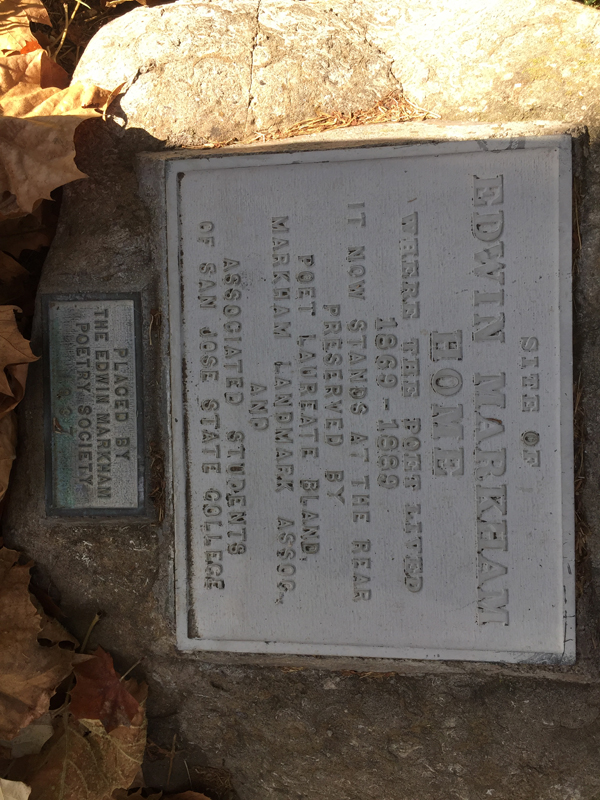 SITE OF
EDWIN MARKHAM
HOME
"WHERE THE POET LIVED
1869 - 1889
IT NOW STANDS AT THE REAR
PRESERVED BY
POET LAUREATE BLAND,
MARKHAM LANDMARK ASSOC.,
AND
ASSOCIATED STUDENTS
OF SAN JOSE STATE COLLEGE
PLACED BY
THE EDWIN MARKHAM
POETRY SOCIETY